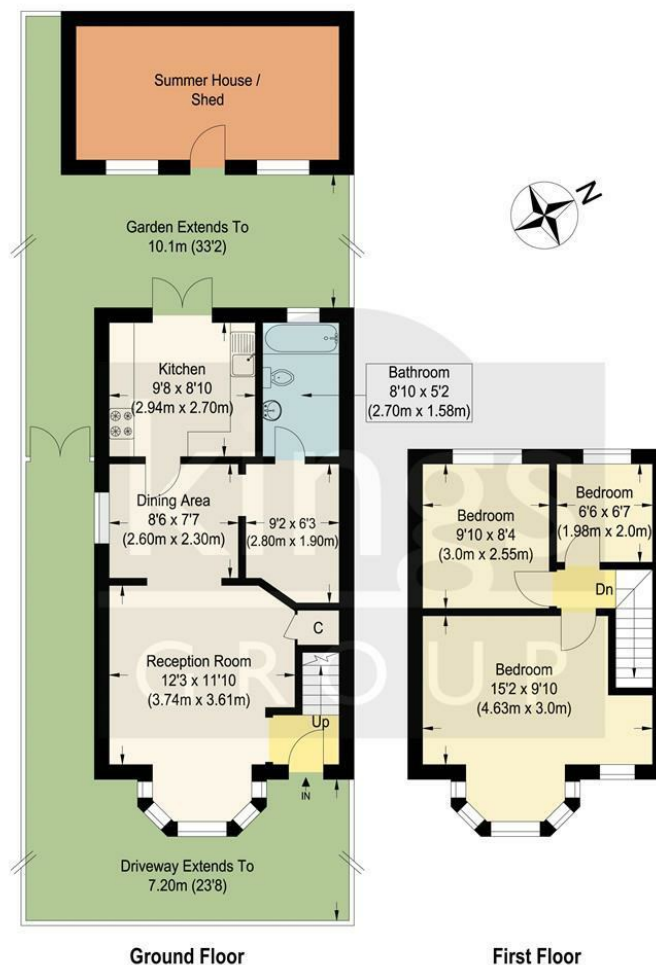 Summer House /
Shed
Garden Extends To
10.1m (33'2)
N
Kitchen
9'8 x 8'10
(2.94m x 2.70m)
Bathroom
8'10 x 5'2
(2.70m x 1.58m)
Dining Area
8'6 x 7'7
(2.60m x 2.30m)
9'2 x 6'3
(2.80m x 1.90m)
C
Reception Room
12'3 x 11'10
(3.74m x 3.61m)
Up
IN
Driveway Extends To
7.20m (23'8)
Ground Floor
Bedroom
9'10 x 8'4
(3.0m x 2.55m)
Bedroom
6'6 x 6'7
(1.98m x 2.0m)
Dn
Bedroom
15'2 x 9'10
(4.63m x 3.0m)
First Floor
kings
GROUP